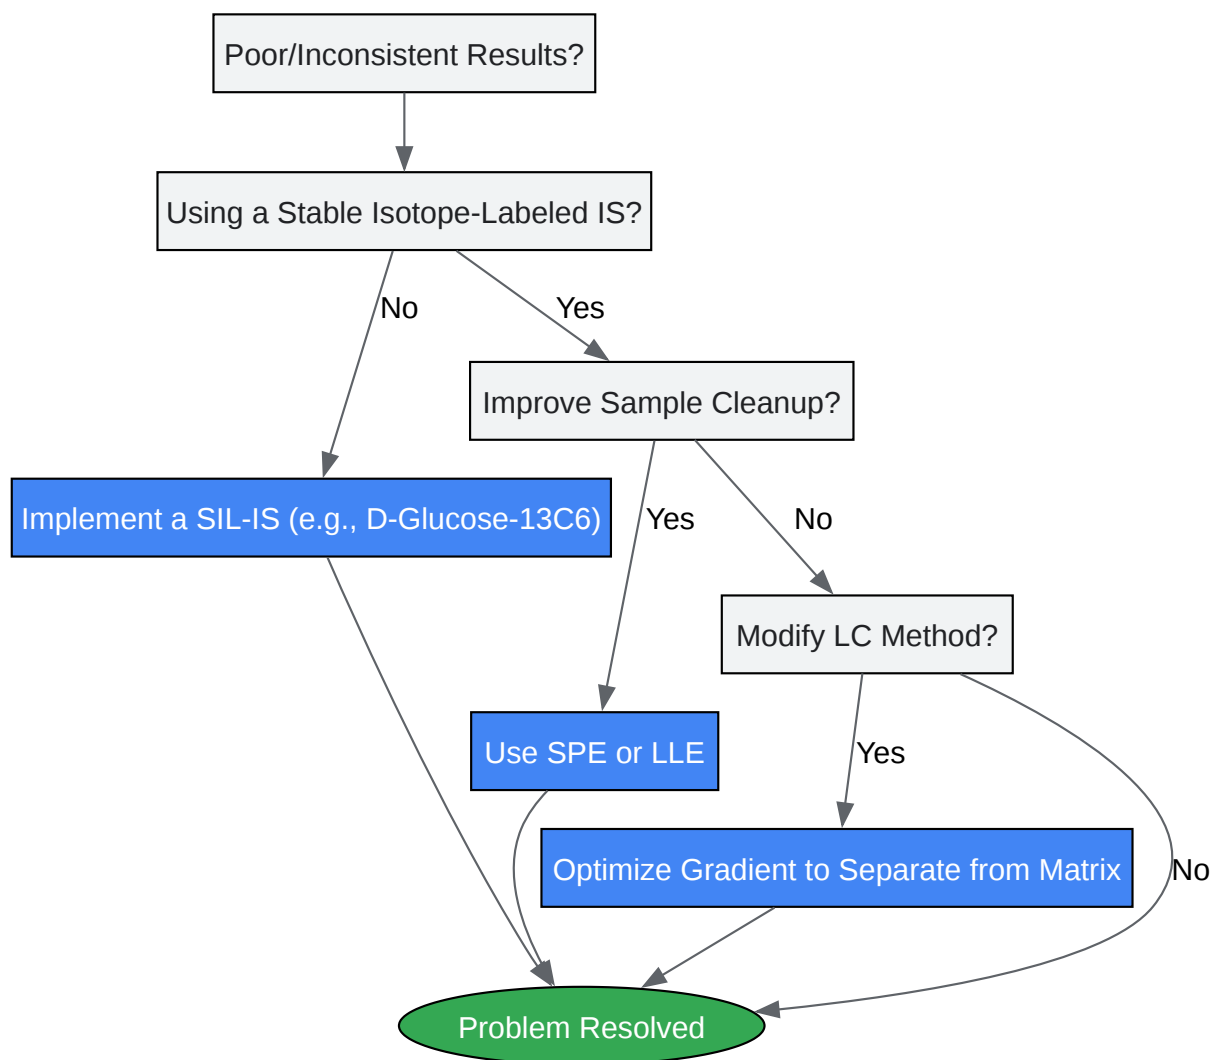 Poor/Inconsistent Results?
Using a Stable Isotope-Labeled IS?
No
Yes
Improve Sample Cleanup?
Implement a SIL-IS (e.g., D-Glucose-13C6)
Yes
No
Modify LC Method?
Use SPE or LLE
Yes
Optimize Gradient to Separate from Matrix
No
Problem Resolved